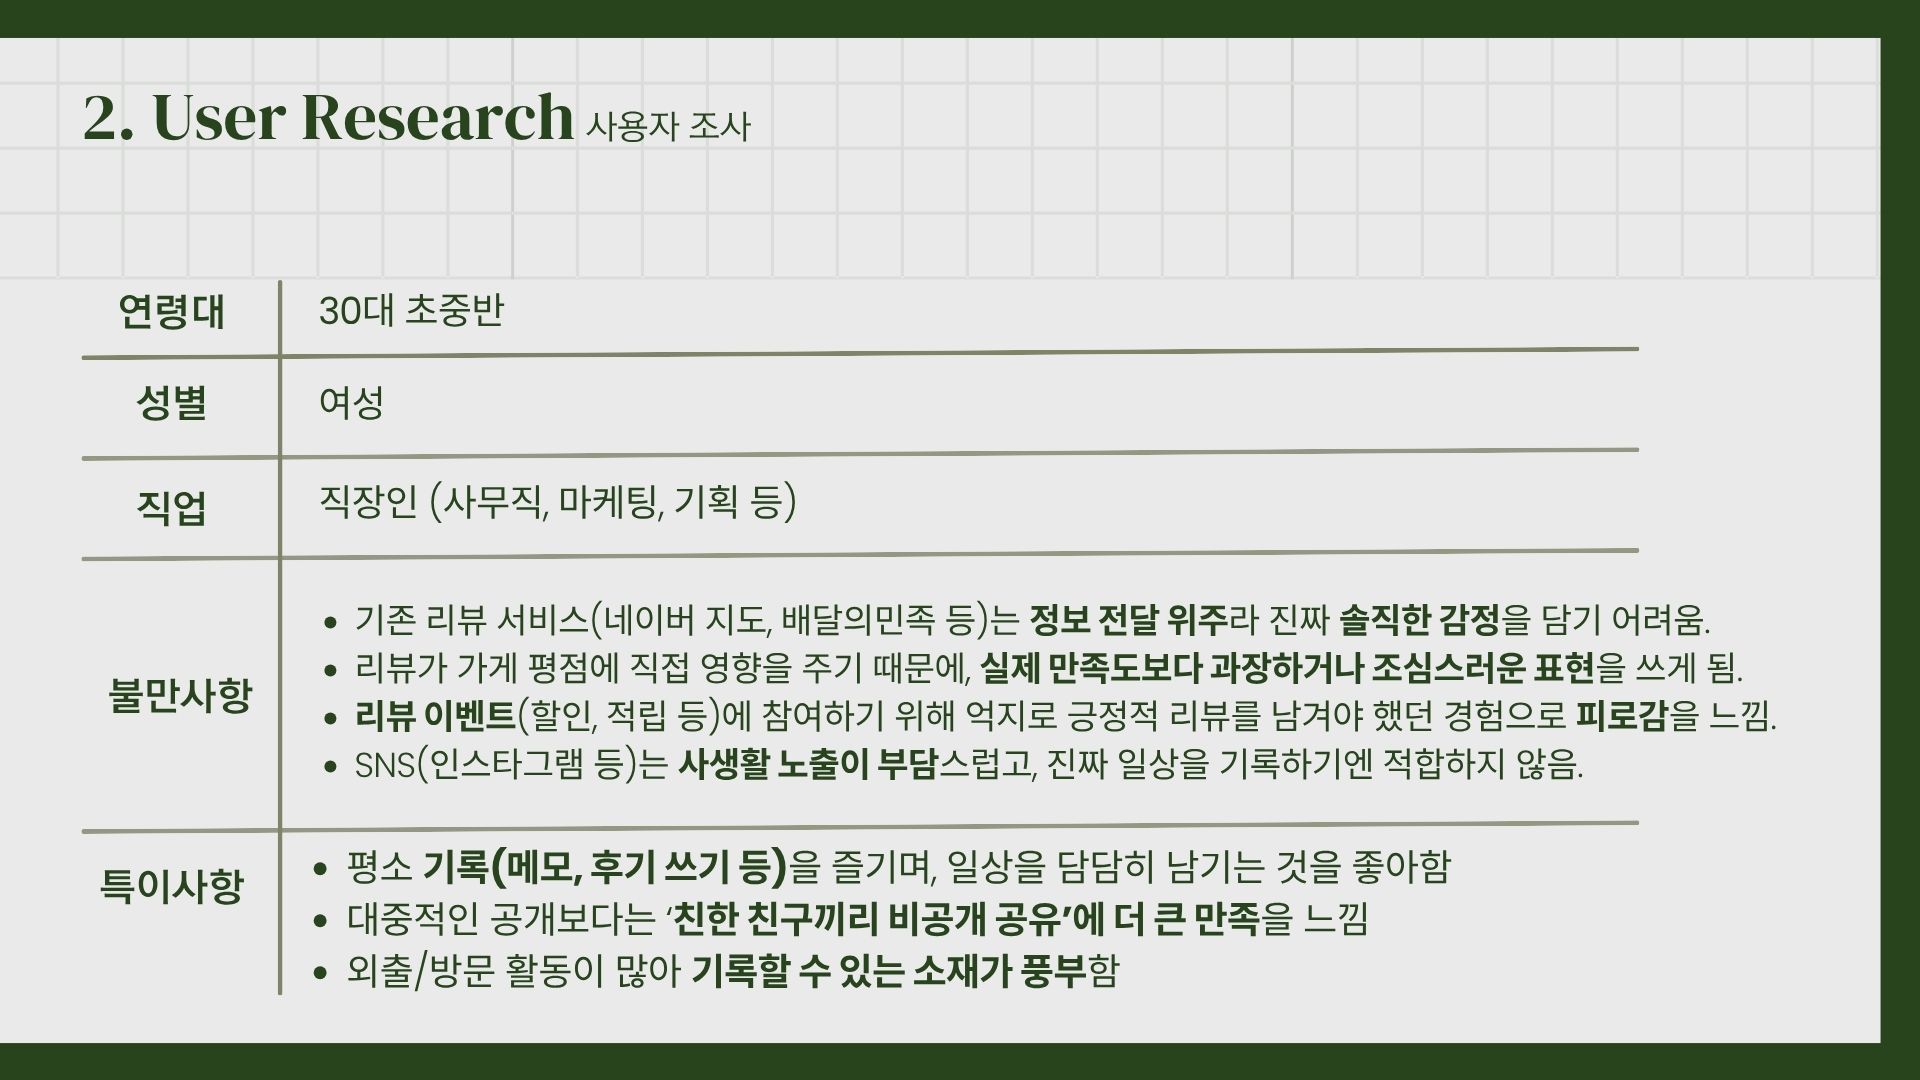 2. User Research 사용자 조사
연령대 30대 초중반
성별 여성
직업 직장인 (사무직, 마케팅, 기획 등)
불만사항
• 기존 리뷰 서비스(네이버 지도, 배달의민족 등)는 정보 전달 위주라 진짜 솔직한 감정을 담기 어려움.
• 리뷰가 가게 평점에 직접 영향을 주기 때문에, 실제 만족도보다 과장하거나 조심스러운 표현을 쓰게 됨.
• 리뷰 이벤트(할인, 적립 등)에 참여하기 위해 억지로 긍정적 리뷰를 남겨야 했던 경험으로 피로감을 느낌.
• SNS(인스타그램 등)는 사생활 노출이 부담스럽고, 진짜 일상을 기록하기엔 적합하지 않음.
특이사항
• 평소 기록(메모, 후기 쓰기 등)을 즐기며, 일상을 담담히 남기는 것을 좋아함
• 대중적인 공개보다는 ‘친한 친구끼리 비공개 공유’에 더 큰 만족을 느낌
• 외출/방문 활동이 많아 기록할 수 있는 소재가 풍부함